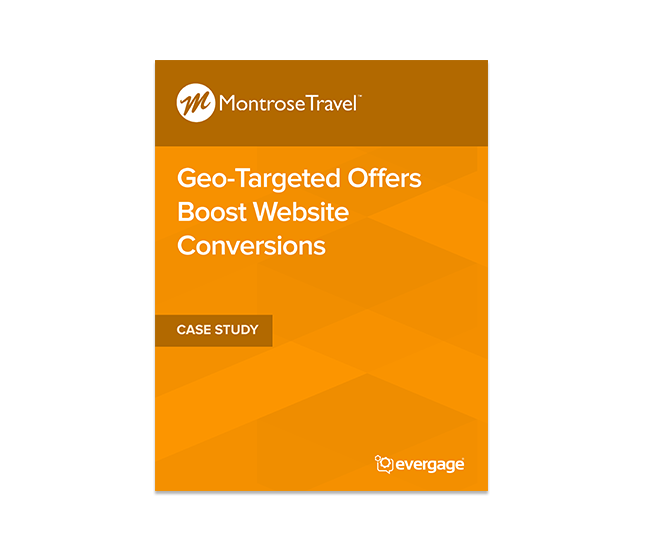 MontroseTravel™
Geo-Targeted Offers
Boost Website
Conversions
CASE STUDY
evergage